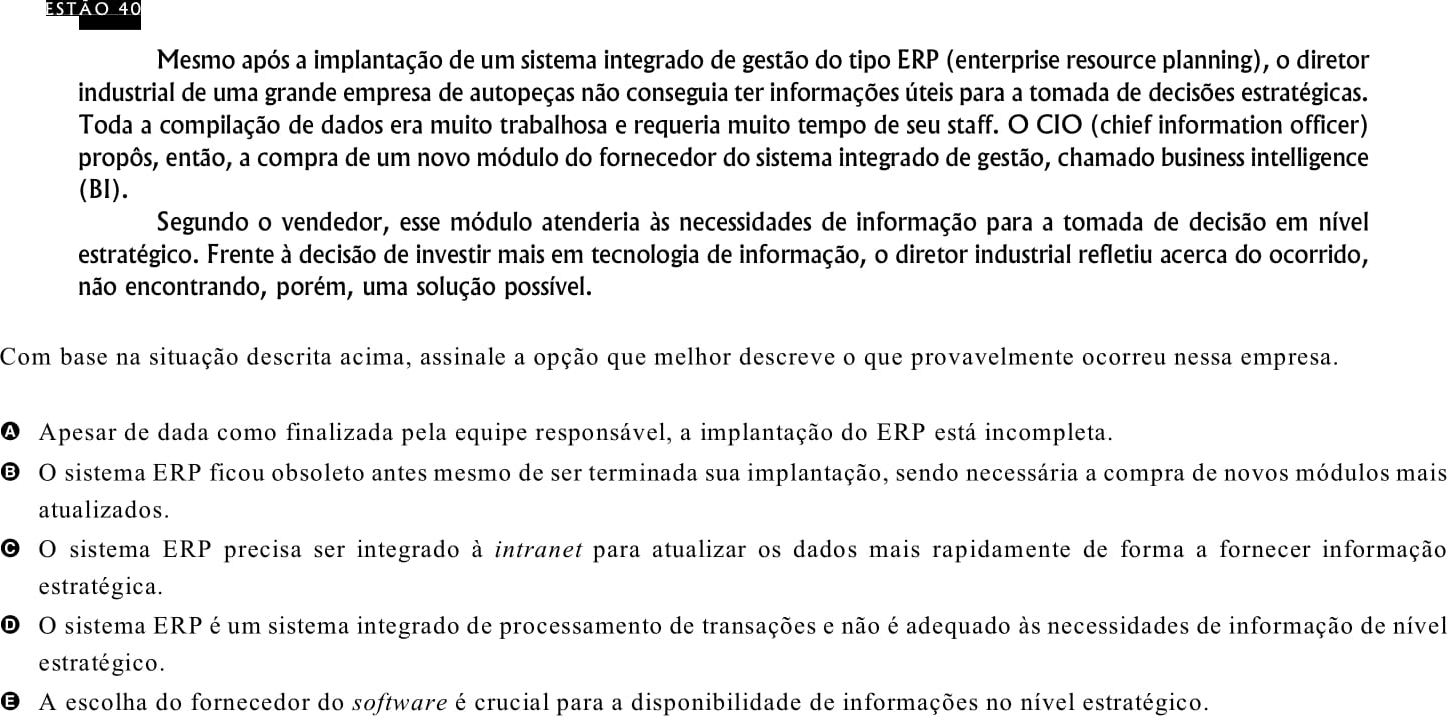 ESTÃO 40
Mesmo após a implantação de um sistema integrado de gestão do tipo ERP (enterprise resource planning), o diretor
industrial de uma grande empresa de autopeças não conseguia ter informações úteis para a tomada de decisões estratégicas.
Toda a compilação de dados era muito trabalhosa e requeria muito tempo de seu staff. O CIO (chief information officer)
propôs, então, a compra de um novo módulo do fornecedor do sistema integrado de gestão, chamado business intelligence
(BI).
Segundo o vendedor, esse módulo atenderia às necessidades de informação para a tomada de decisão em nível
estratégico. Frente à decisão de investir mais em tecnologia de informação, o diretor industrial refletiu acerca do ocorrido,
não encontrando, porém, uma solução possível.
Com base na situação descrita acima, assinale a opção que melhor descreve o que provavelmente ocorreu nessa empresa.
A Apesar de dada como finalizada pela equipe responsável, a implantação do ERP está incompleta.
B O sistema ERP ficou obsoleto antes mesmo de ser terminada sua implantação, sendo necessária a compra de novos módulos mais
atualizados.
C O sistema ERP precisa ser integrado à intranet para atualizar os dados mais rapidamente de forma a fornecer informação
estratégica.
D O sistema ERP é um sistema integrado de processamento de transações e não é adequado às necessidades de informação de nível
estratégico.
E A escolha do fornecedor do software é crucial para a disponibilidade de informações no nível estratégico.